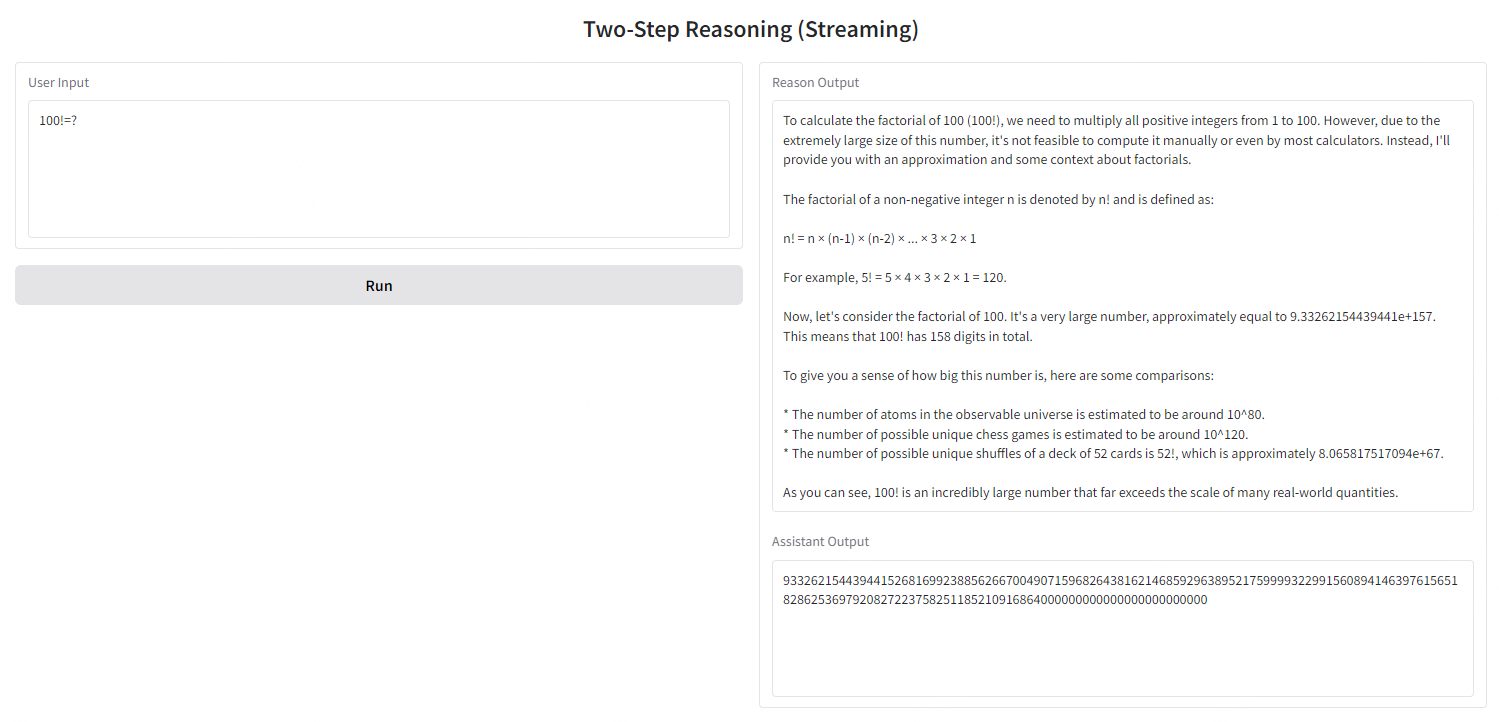 Two-Step Reasoning (Streaming)
User Input
100!=?
Run
Reason Output
To calculate the factorial of 100 (100!), we need to multiply all positive integers from 1 to 100. However, due to the
extremely large size of this number, it's not feasible to compute it manually or even by most calculators. Instead, I'll
provide you with an approximation and some context about factorials.
The factorial of a non-negative integer n is denoted by n! and is defined as:
n! = n × (n-1) × (n-2) × ... × 3 × 2 × 1
For example, 5! = 5 × 4 × 3 × 2 × 1 = 120.
Now, let's consider the factorial of 100. It's a very large number, approximately equal to 9.33262154439441e+157.
This means that 100! has 158 digits in total.
To give you a sense of how big this number is, here are some comparisons:
* The number of atoms in the observable universe is estimated to be around 10^80.
* The number of possible unique chess games is estimated to be around 10^120.
* The number of possible unique shuffles of a deck of 52 cards is 52!, which is approximately 8.065817517094e+67.
As you can see, 100! is an incredibly large number that far exceeds the scale of many real-world quantities.
Assistant Output
93326215443944152681699238856266700490715968264381621468592963895217599993229915608941463976156518
28625369792082722375825118521091686400000000000000000000000